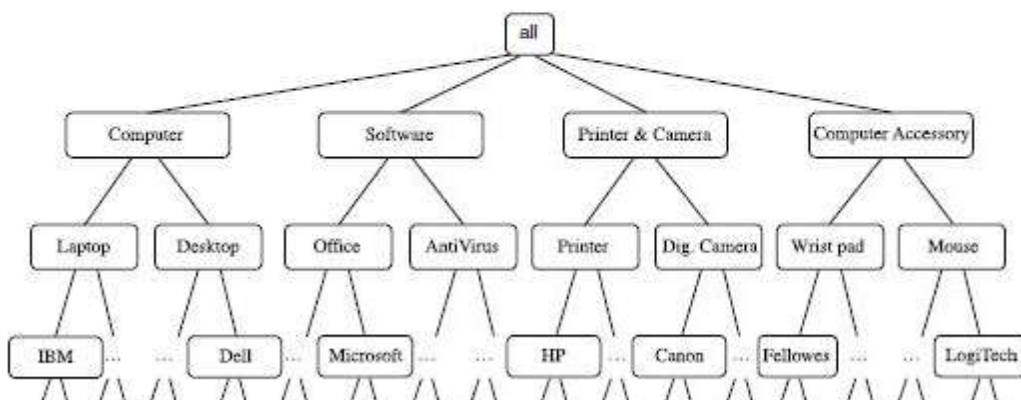 all
Computer
Software
Printer & Camera
Computer Accessory
Laptop
Desktop
Office
AntiVirus
Printer
Dig. Camera
Wrist pad
Mouse
IBM
...
...
Dell
...
Microsoft
...
...
HP
...
Canon
...
Fellowes
...
...
LogiTech